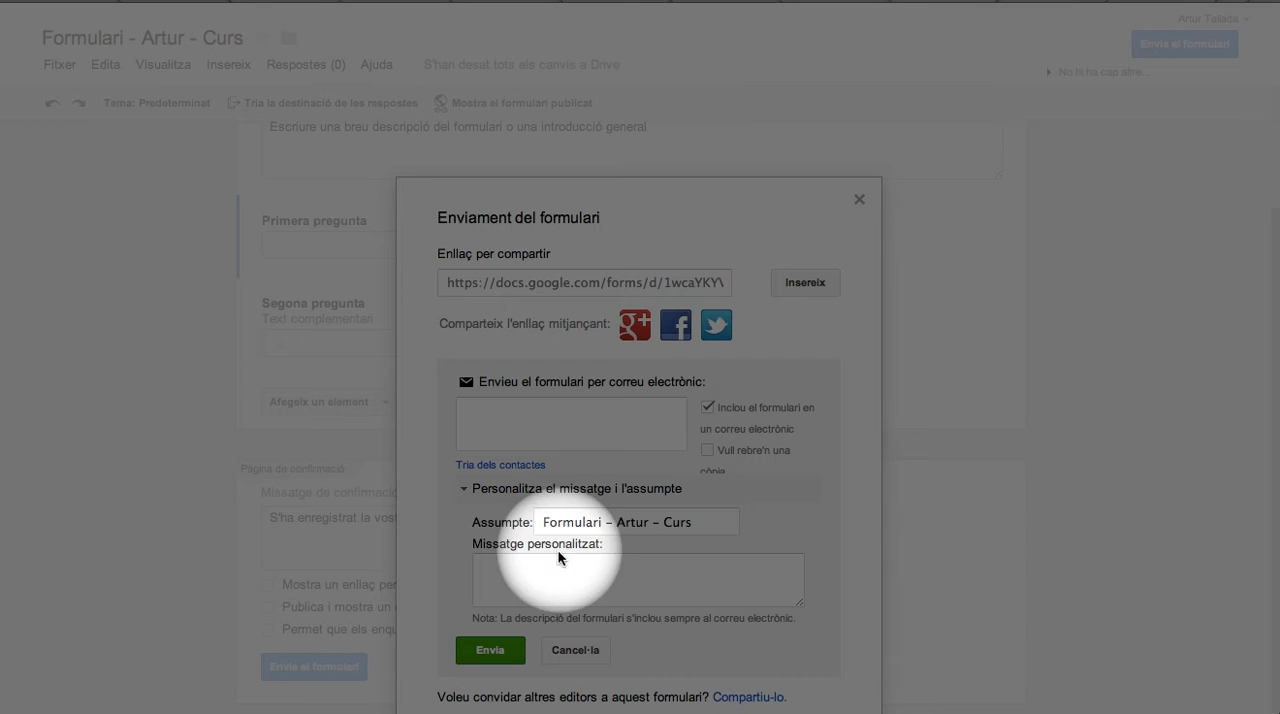 Artur Tallada
Formulari - Artur - Curs
Envia el formulari
Fitxer Edita Visualitza Insereix Respostes (0) Ajuda S'han desat tots els canvis a Drive
No hi ha cap altre...
Tema: Predeterminat Tria la destinació de les respostes Mostra el formulari publicat
Escriure una breu descripció del formulari o una introducció general
Enviament del formulari
Primera pregunta
Enllaç per compartir
https://docs.google.com/forms/d/1wcaYKY
Insereix
Segona pregunta
Text complementari
Comparteix l'enllaç mitjançant:
Envieu el formulari per correu electrònic:
Afegeix un element
Inclou el formulari en
un correu electrònic
Vull rebre'n una
còpia
Tria dels contactes
Pàgina de confirmació
Personalitza el missatge i l'assumpte
Missatge de confirmació
S'ha enregistrat la vost
Assumpte: Formulari - Artur - Curs
Missatge personalitzat:
Mostra un enllaç per
Publica i mostra un
Permet que els enqu
Nota: La descripció del formulari s'inclou sempre al correu electrònic.
Envia Cancel·la
Envia el formulari
Voleu convidar altres editors a aquest formulari? Compartiu-lo.